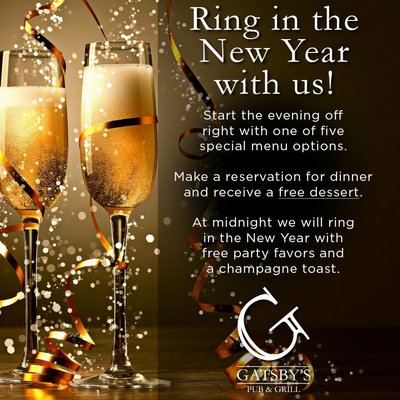 Ring in the
New Year
with us!
Start the evening off
right with one of five
special menu options.
Make a reservation for dinner
and receive a free dessert.
At midnight we will ring
in the New Year with
free party favors and
a champagne toast.
G
GATSBY'S
PUB & GRILL